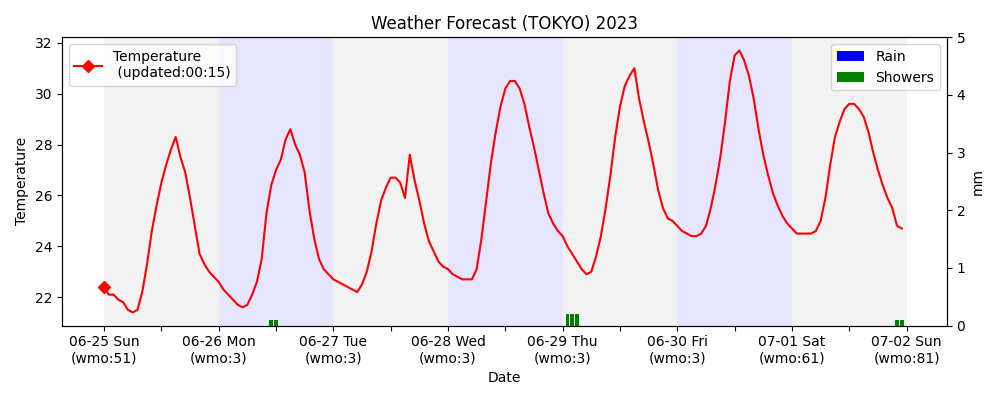 Weather Forecast (TOKYO) 2023
Temperature
(updated:00:15)
Rain
Showers
Temperature
32
30
28
26
24
22
5
4
3
2
1
0
mm
06-25 Sun
(wmo:51)
06-26 Mon
(wmo:3)
06-27 Tue
(wmo:3)
06-28 Wed
(wmo:3)
06-29 Thu
(wmo:3)
06-30 Fri
(wmo:3)
07-01 Sat
(wmo:61)
07-02 Sun
(wmo:81)
Date